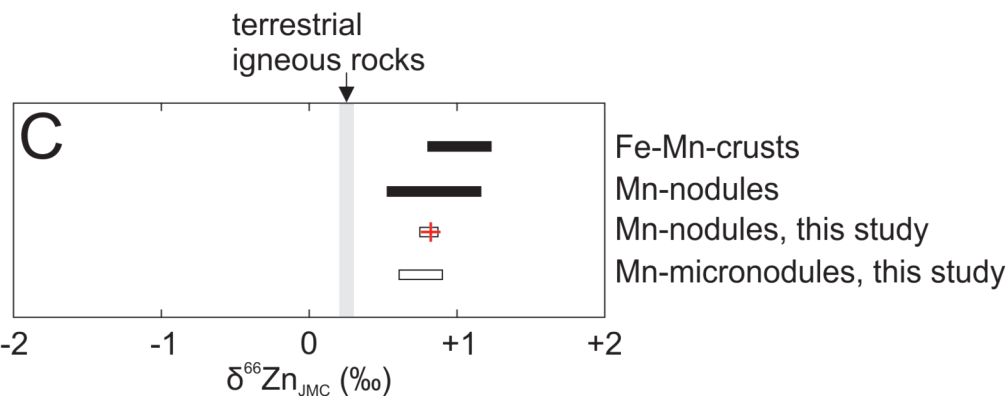 terrestrial
igneous rocks
C
Fe-Mn-crusts
Mn-nodules
Mn-nodules, this study
Mn-micronodules, this study
-2 -1 0 +1 +2
δ⁶⁶Zn_JMC (‰)